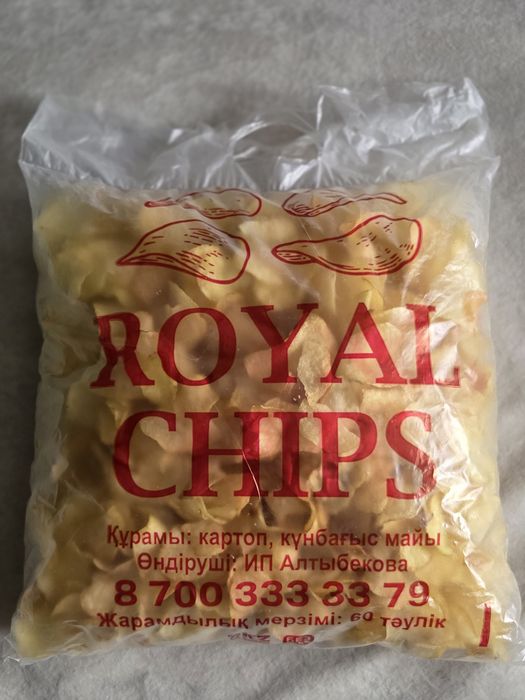 ROYAL
CHIPS
Құрамы: картоп, күнбағыс майы
Өндіруші: ИП Алтыбекова
8 700 333 33 79
Жарамдылық мерзімі: 60 тәулік